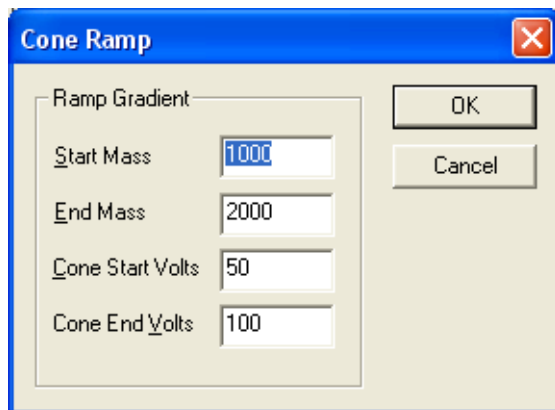 Cone Ramp
Ramp Gradient
Start Mass 1000
End Mass 2000
Cone Start Volts 50
Cone End Volts 100
OK
Cancel